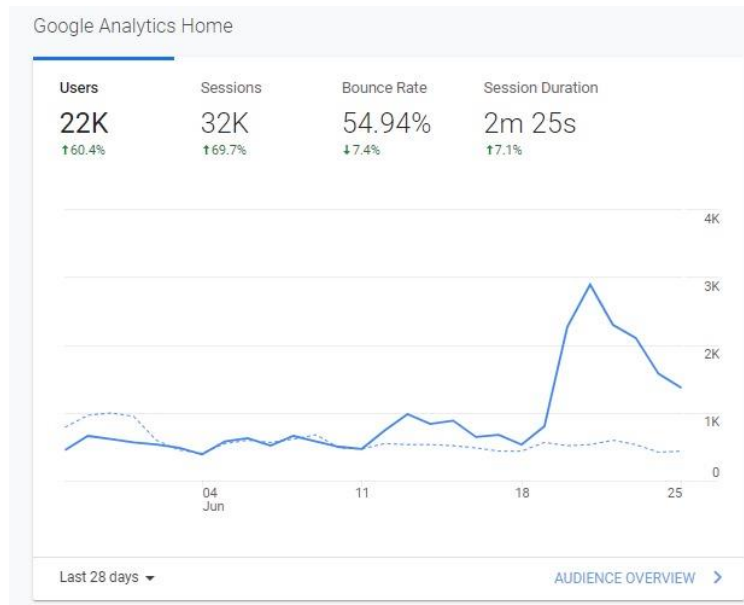 Google Analytics Home
Users Sessions Bounce Rate Session Duration
22K 32K 54.94% 2m 25s
↑60.4% ↑69.7% ↓7.4% ↑7.1%
4K
3K
2K
1K
0
04 11 18 25
Jun
Last 28 days AUDIENCE OVERVIEW